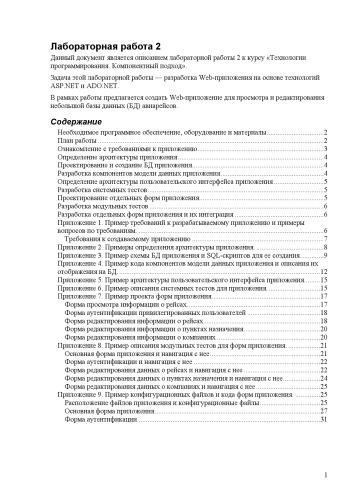 Лабораторная работа 2
Данный документ является описанием лабораторной работы 2 к курсу «Технологии
программирования. Компонентный подход».
Задача этой лабораторной работы — разработка Web-приложения на основе технологий
ASP.NET и ADO.NET.
В рамках работы предлагается создать Web-приложение для просмотра и редактирования
небольшой базы данных (БД) авиарейсов.
Содержание
Необходимое программное обеспечение, оборудование и материалы 2
План работы 2
Ознакомление с требованиями к приложению 3
Определение архитектуры приложения 4
Проектирование и создание БД приложения 4
Разработка компонентов модели данных приложения 4
Определение архитектуры пользовательского интерфейса приложения 5
Разработка системных тестов 5
Проектирование отдельных форм приложения 5
Разработка модульных тестов 6
Разработка отдельных форм приложения и их интеграция 6
Приложение 1. Пример требований к разрабатываемому приложению и примеры
вопросов по требованиям 6
Требования к создаваемому приложению 7
Приложение 2. Примеры определения архитектуры приложения 8
Приложение 3. Пример схемы БД приложения и SQL-скриптов для ее создания 9
Приложение 4. Пример кода компонентов модели данных приложения и описания их
отображения на БД 12
Приложение 5. Пример архитектуры пользовательского интерфейса приложения 15
Приложение 6. Пример описания системных тестов для приложения 15
Приложение 7. Пример проекта форм приложения 17
Форма просмотра информации о рейсах 17
Форма аутентификации привилегированных пользователей 18
Форма редактирования информации о рейсах 18
Форма редактирования информации о пунктах назначения 20
Форма редактирования информации о компаниях 20
Приложение 8. Пример описания модульных тестов для форм приложения 21
Основная форма приложения и навигация с нее 21
Форма аутентификации и навигация с нее 22
Форма редактирования данных о рейсах и навигация с нее 22
Форма редактирования данных о пунктах назначения и навигация с нее 24
Форма редактирования данных о компаниях и навигация с нее 25
Приложение 9. Пример конфигурационных файлов и кода форм приложения 25
Расположение файлов приложения и конфигурационные файлы 25
Основная форма приложения 27
Форма аутентификации 31
1